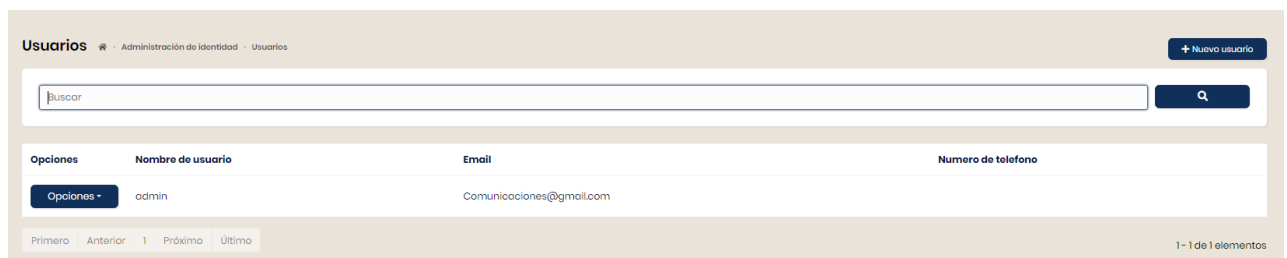 Usuarios - Administración de identidad - Usuarios
+ Nuevo usuario
Buscar
Opciones Nombre de usuario Email Numero de telefono
Opciones admin Comunicaciones@gmail.com
Primero Anterior 1 Próximo Último
1 - 1 de 1 elementos